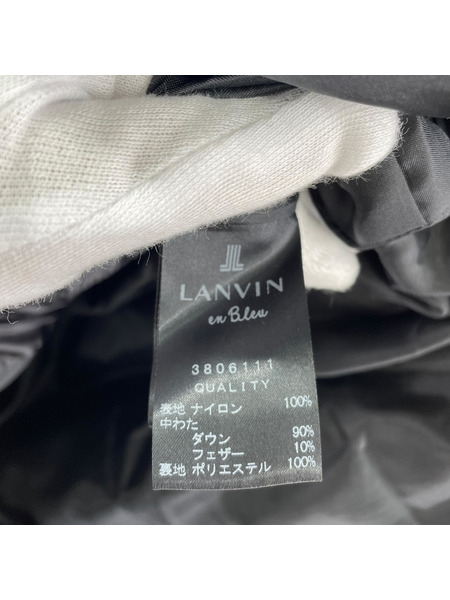 LANVIN
en Bleu
3806111
QUALITY
表地 ナイロン 100%
中わた
ダウン 90%
フェザー 10%
裏地 ポリエステル 100%